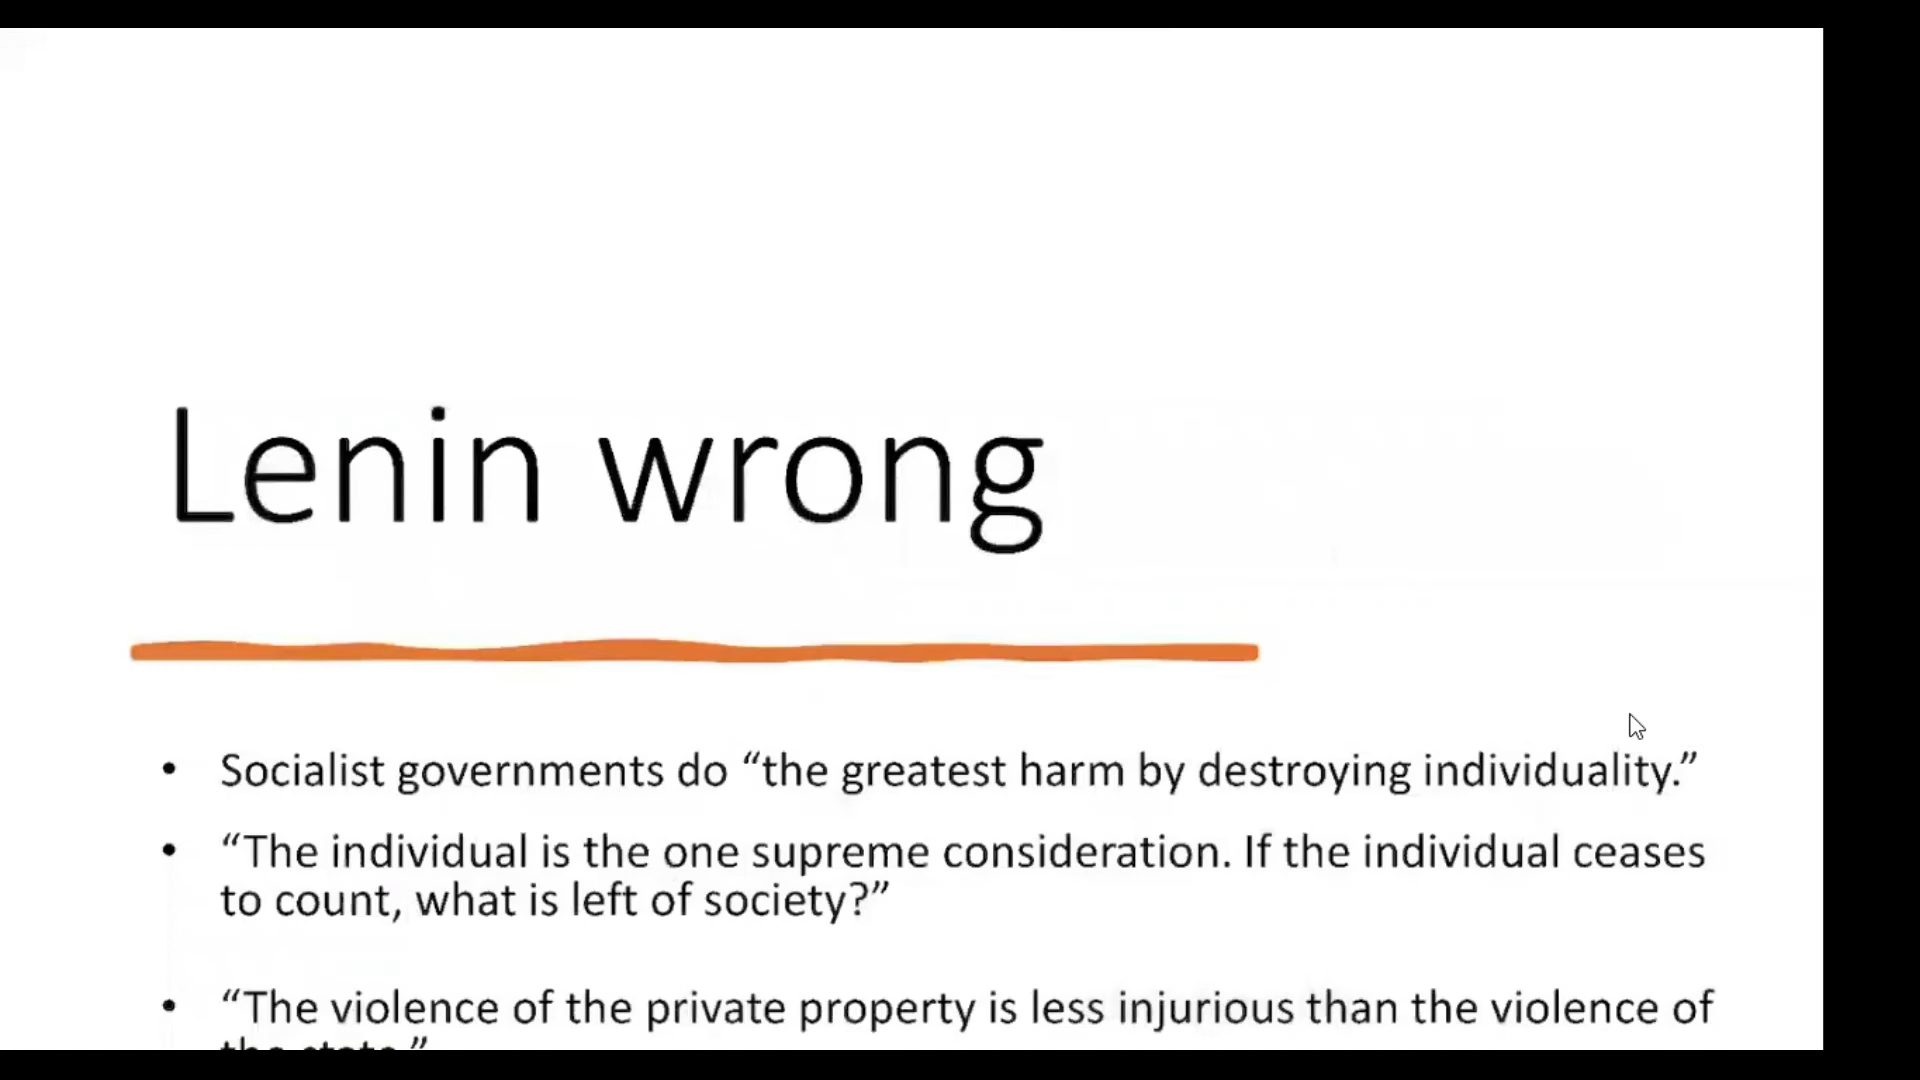 Lenin wrong
• Socialist governments do “the greatest harm by destroying individuality.”
• “The individual is the one supreme consideration. If the individual ceases
to count, what is left of society?”
• “The violence of the private property is less injurious than the violence of
the state.”